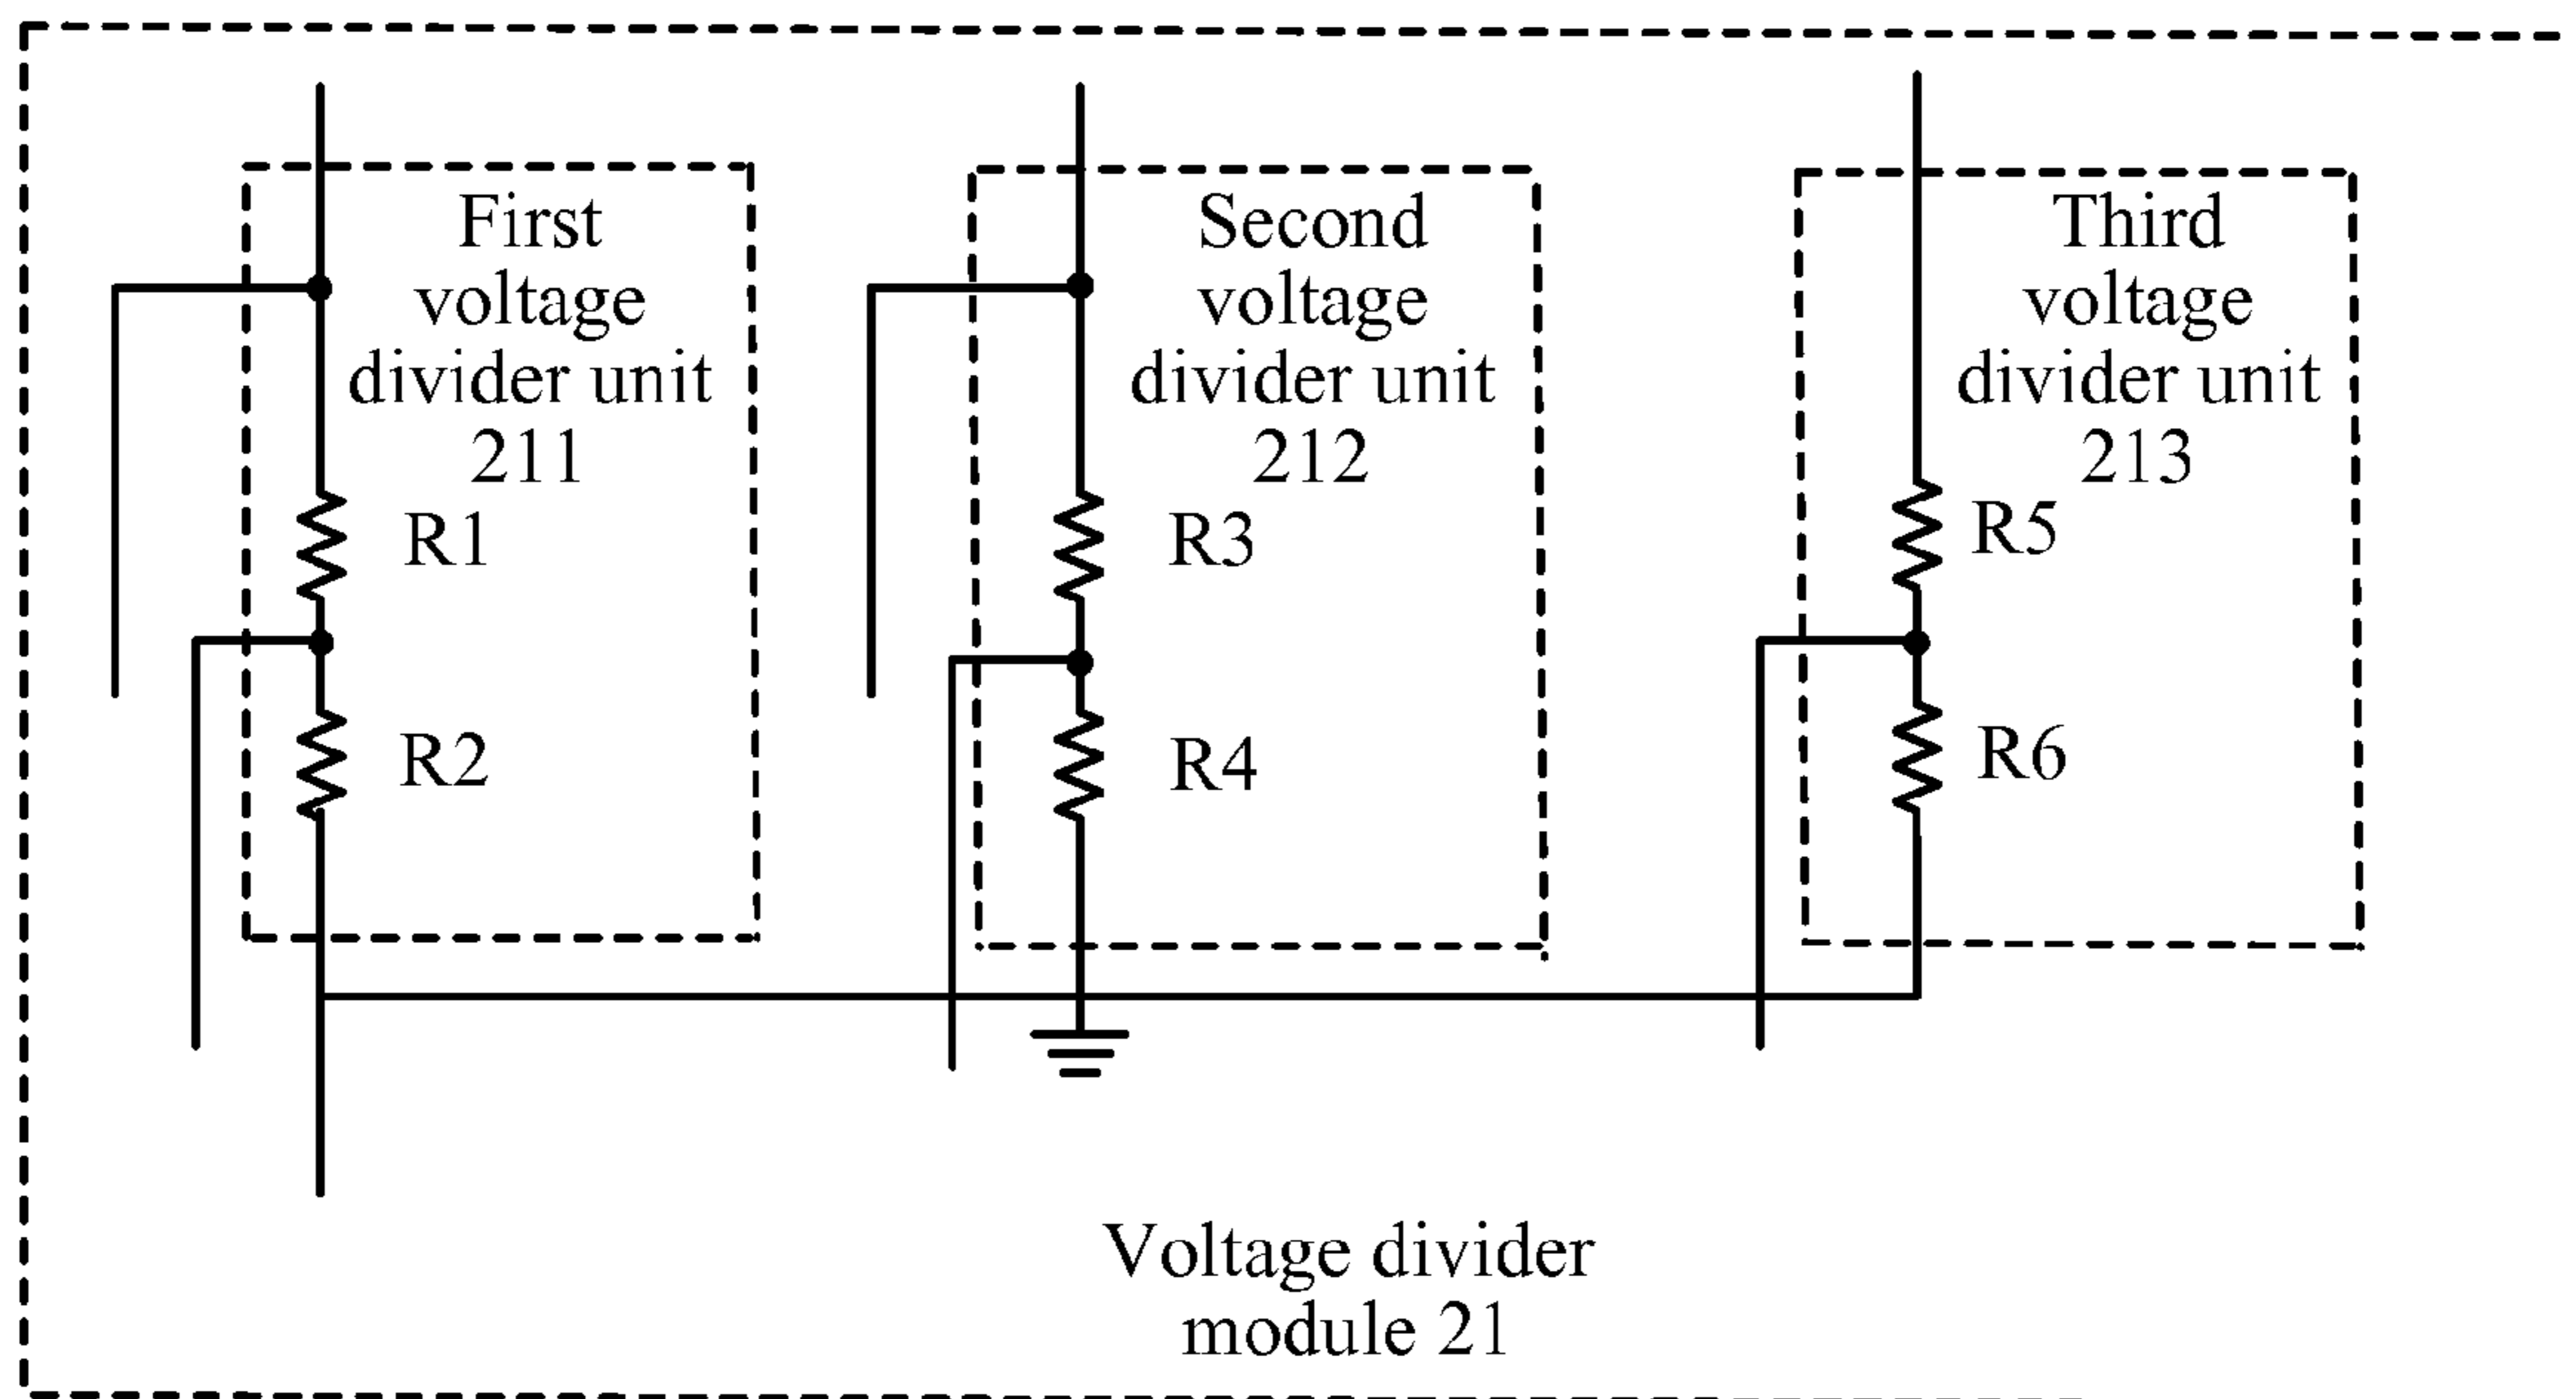 First
voltage
divider unit
211
R1
R2
Second
voltage
divider unit
212
R3
R4
Third
voltage
divider unit
213
R5
R6
Voltage divider
module 21